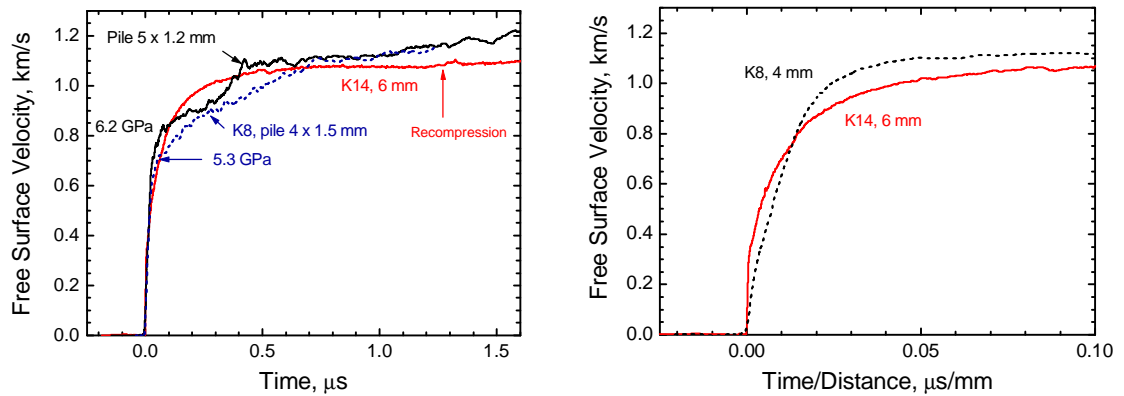 Free Surface Velocity, km/s
1.2
1.0
0.8
0.6
0.4
0.2
0.0
Pile 5 x 1.2 mm
K14, 6 mm
6.2 GPa
K8, pile 4 x 1.5 mm
Recompression
5.3 GPa
0.0 0.5 1.0 1.5
Time, μs
Free Surface Velocity, km/s
1.2
1.0
0.8
0.6
0.4
0.2
0.0
K8, 4 mm
K14, 6 mm
0.00 0.05 0.10
Time/Distance, μs/mm